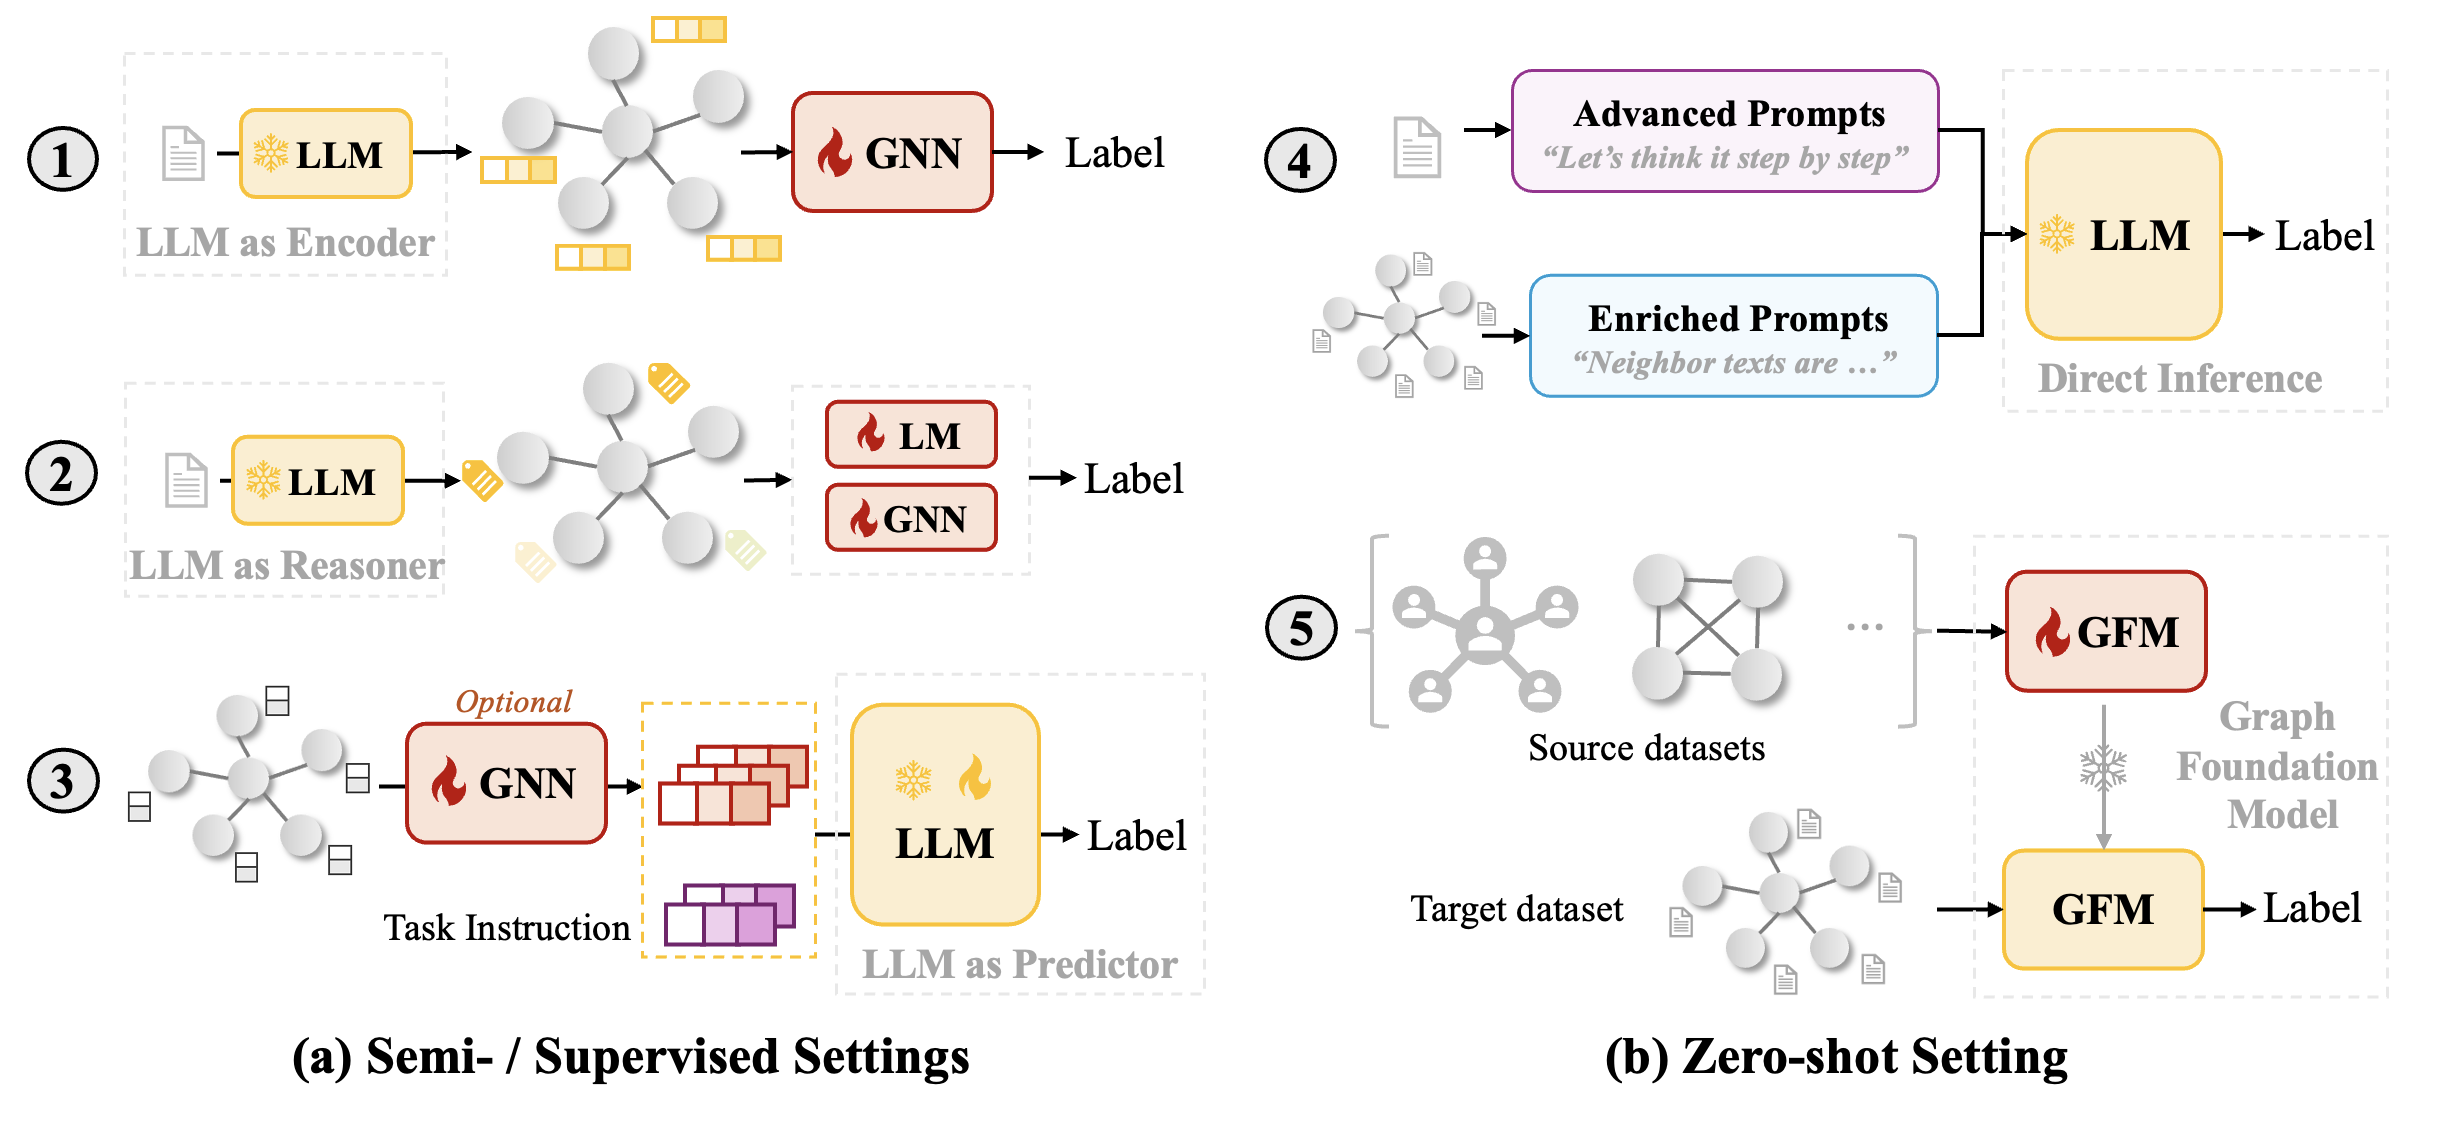 1
LLM
LLM as Encoder
GNN
Label
2
LLM
LLM as Reasoner
LM
GNN
Label
3
Optional
GNN
Task Instruction
LLM
Label
LLM as Predictor
(a) Semi- / Supervised Settings
4
Advanced Prompts
“Let’s think it step by step”
Enriched Prompts
“Neighbor texts are …”
LLM
Label
Direct Inference
5
...
Source datasets
GFM
Graph
Foundation
Model
Target dataset
GFM
Label
(b) Zero-shot Setting